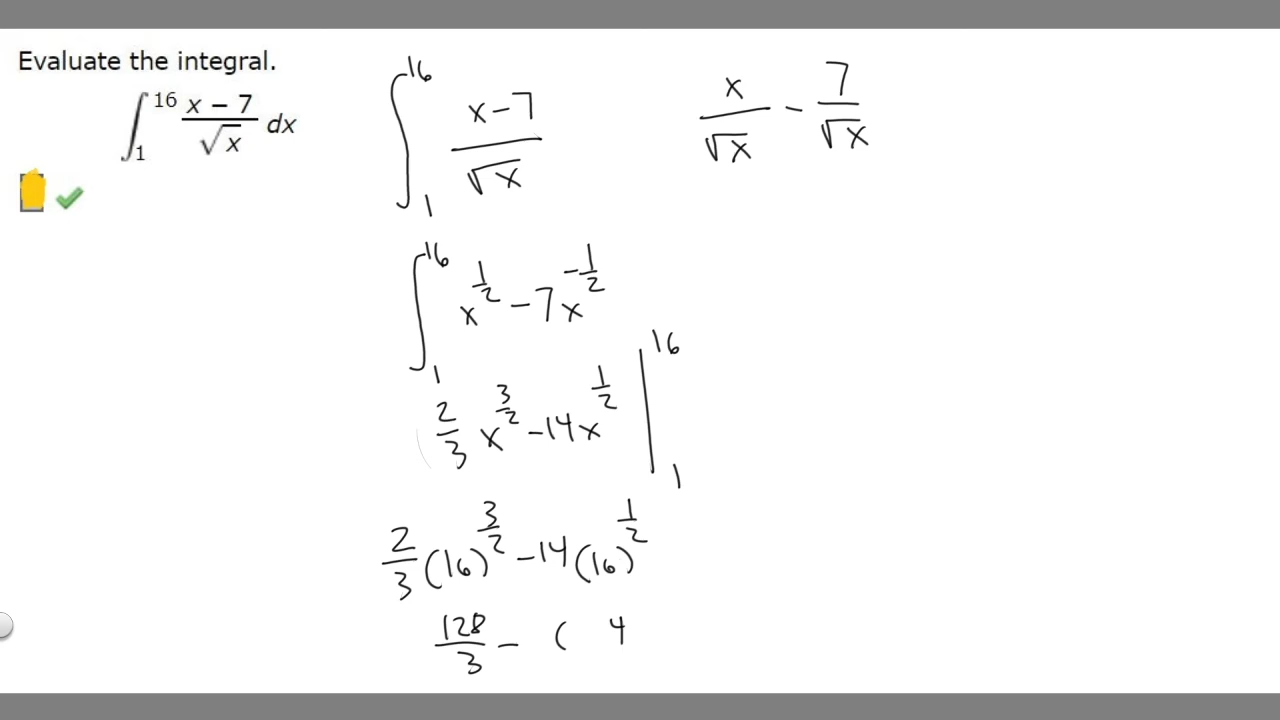 Evaluate the integral.
∫₁¹⁶ (x − 7)/√x dx
∫₁¹⁶ (x−7)/√x
x/√x − 7/√x
∫₁¹⁶ x^(1/2) − 7x^(−1/2)
2/3 x^(3/2) − 14x^(1/2) |₁¹⁶
2/3 (16)^(3/2) − 14(16)^(1/2)
128/3 − ( 4